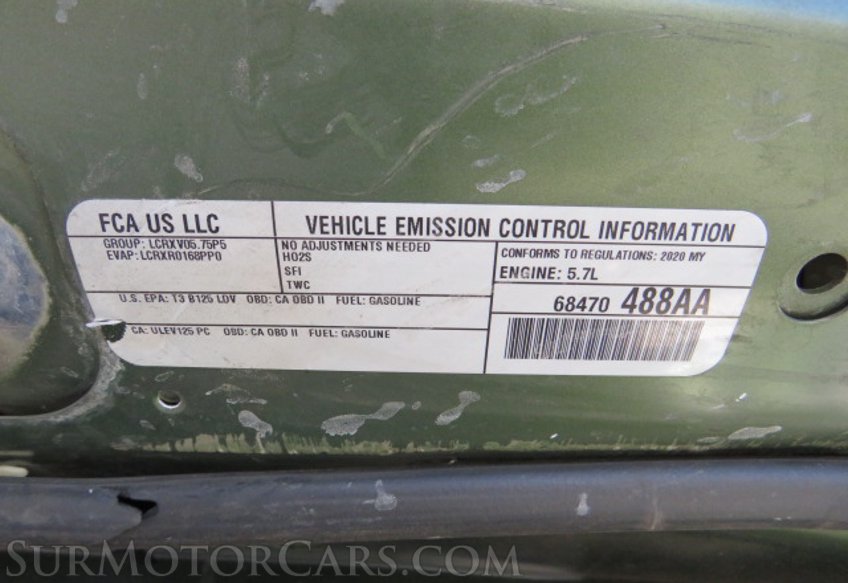 FCA US LLC
VEHICLE EMISSION CONTROL INFORMATION
GROUP: LCRXV05.75P5
EVAP: LCRXR0168PP0
NO ADJUSTMENTS NEEDED
HO2S
SFI
TWC
CONFORMS TO REGULATIONS: 2020 MY
ENGINE: 5.7L
U.S. EPA: T3 B125 LDV OBD: CA OBD II FUEL: GASOLINE
68470 488AA
CA: ULEV125 PC OBD: CA OBD II FUEL: GASOLINE
SURMOTORCARS.COM